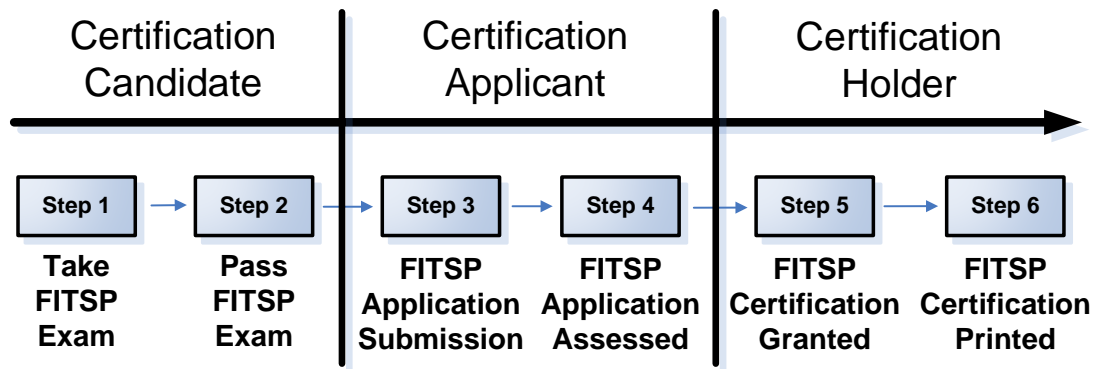 Certification
Candidate
Certification
Applicant
Certification
Holder
Step 1
Step 2
Step 3
Step 4
Step 5
Step 6
Take
FITSP
Exam
Pass
FITSP
Exam
FITSP
Application
Submission
FITSP
Application
Assessed
FITSP
Certification
Granted
FITSP
Certification
Printed